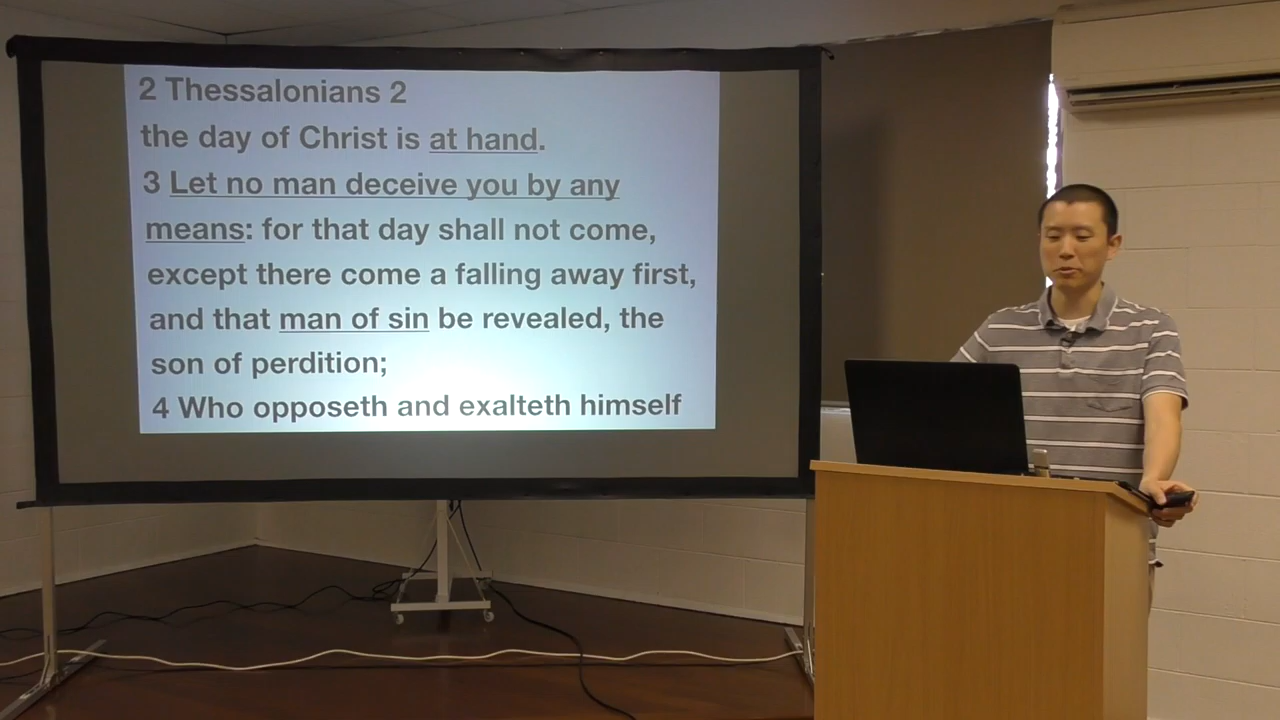 2 Thessalonians 2
the day of Christ is at hand.
3 Let no man deceive you by any
means: for that day shall not come,
except there come a falling away first,
and that man of sin be revealed, the
son of perdition;
4 Who opposeth and exalteth himself